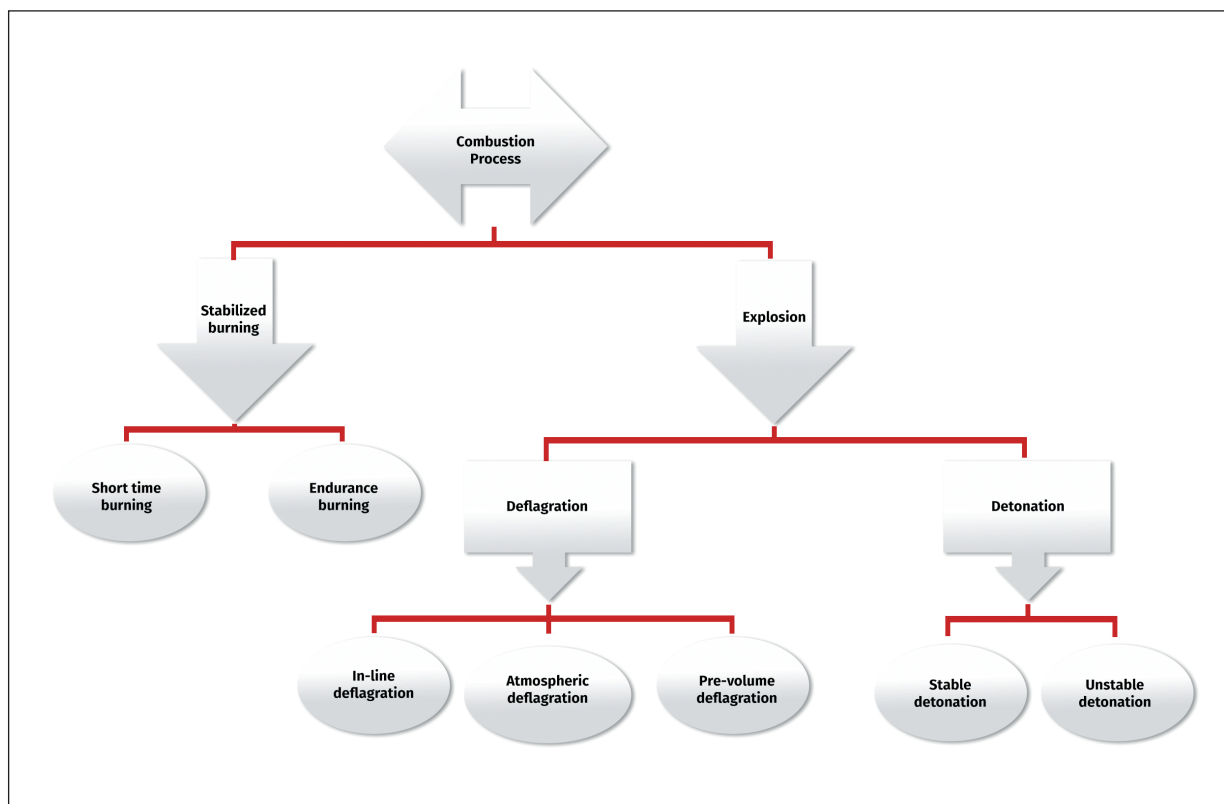 Combustion
Process
Stabilized
burning
Explosion
Short time
burning
Endurance
burning
Deflagration
Detonation
In-line
deflagration
Atmospheric
deflagration
Pre-volume
deflagration
Stable
detonation
Unstable
detonation